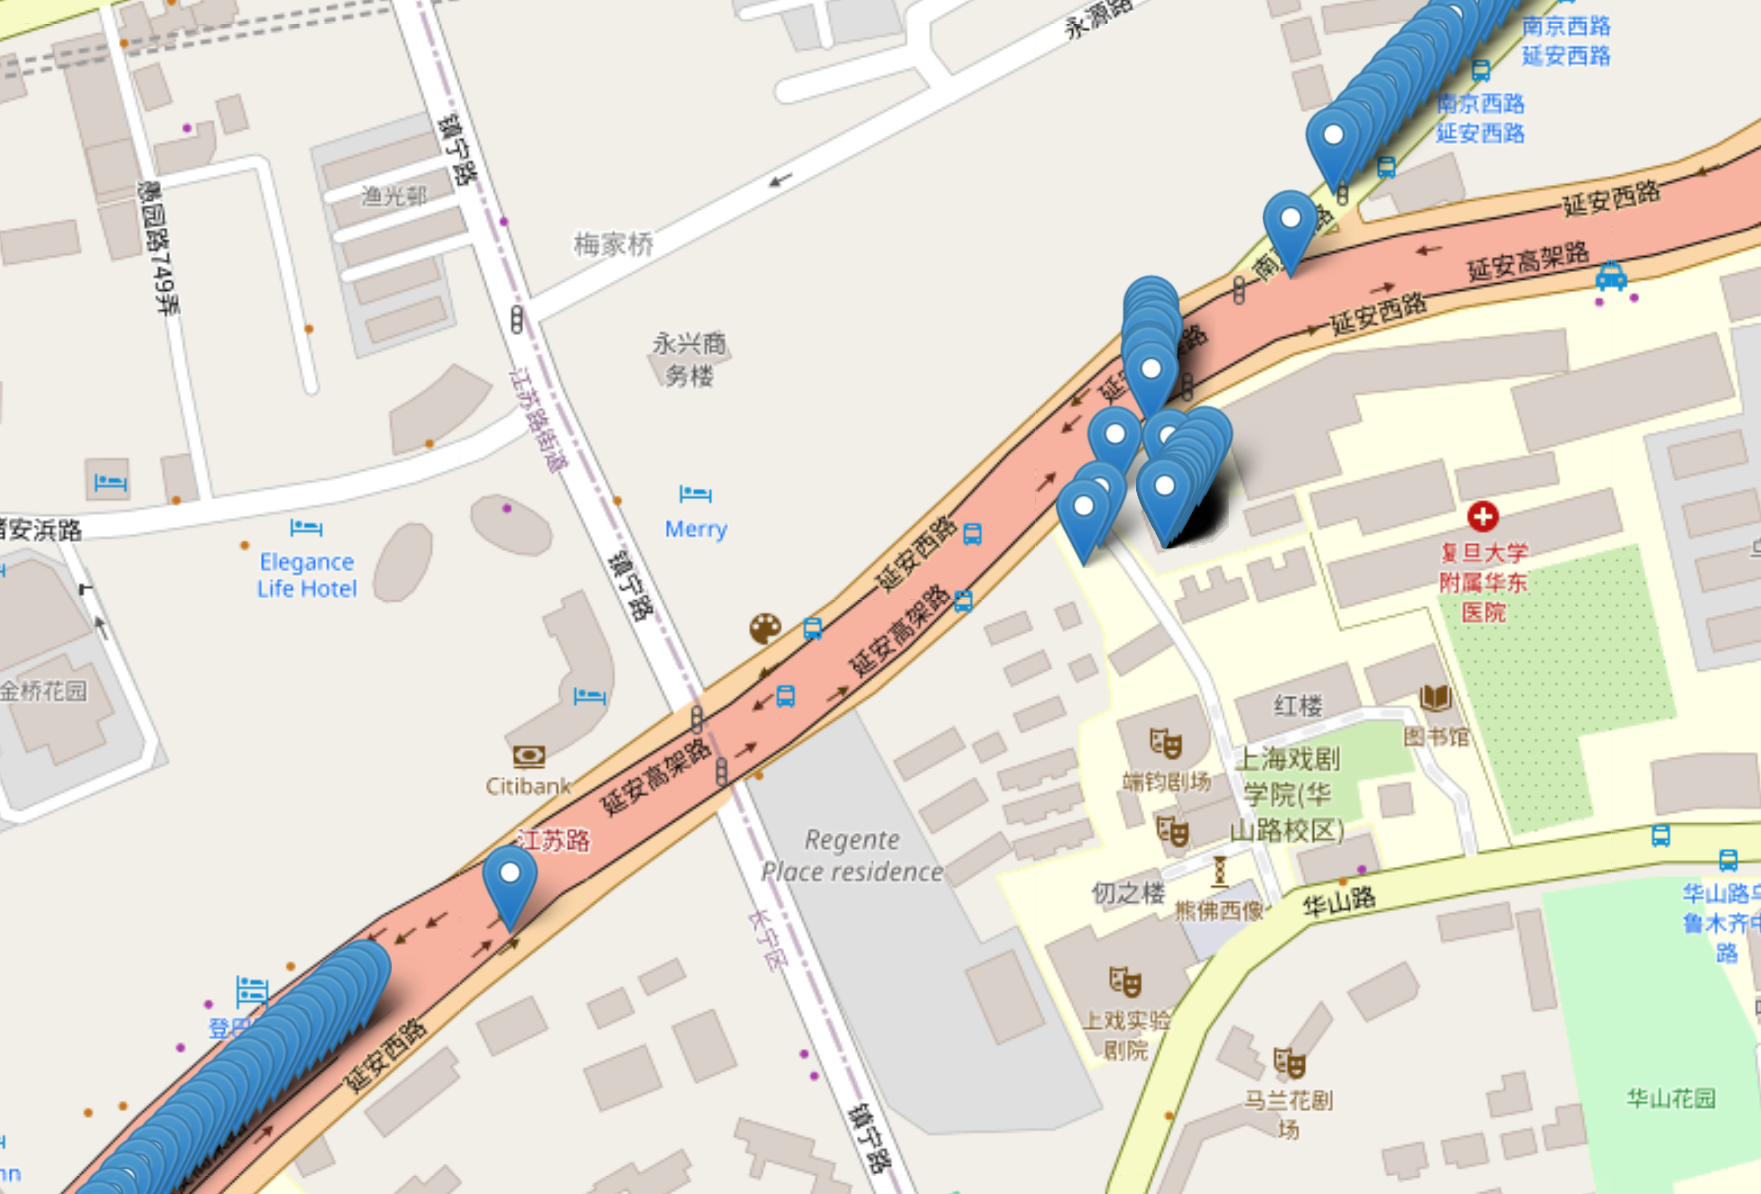 永源路
南京西路
延安西路
南京西路
延安西路
镇宁路
渔光邨
愚园路749弄
梅家桥
延安西路
延安高架路
延安西路
永兴商
务楼
江苏路街道
Merry
诸安浜路
Elegance
Life Hotel
镇宁路
延安西路
延安高架路
复旦大学
附属华东
医院
金桥花园
红楼
图书馆
端钧剧场
上海戏剧
学院(华
山路校区)
Citibank
延安高架路
江苏路
Regente
Place residence
仞之楼
熊佛西像
华山路
华山路乌
鲁木齐中
路
长宁区
上戏实验
剧院
延安西路
马兰花剧
场
华山花园
镇宁路